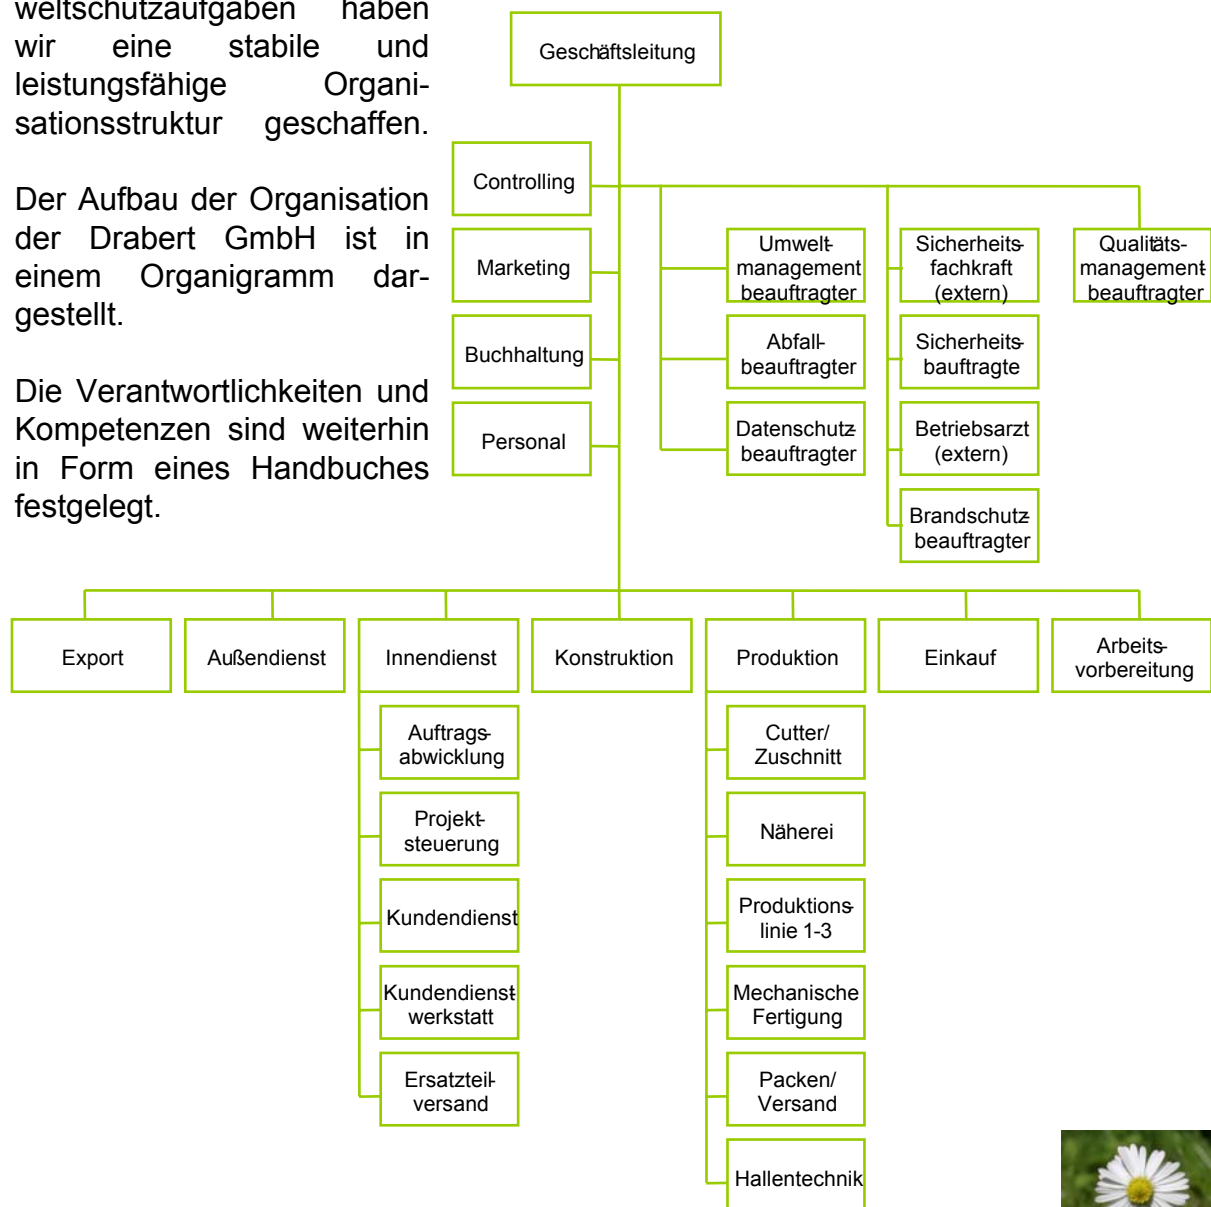 weltschutzaufgaben haben
wir eine stabile und
leistungsfähige Organi-
sationsstruktur geschaffen.
Der Aufbau der Organisation
der Drabert GmbH ist in
einem Organigramm dar-
gestellt.
Die Verantwortlichkeiten und
Kompetenzen sind weiterhin
in Form eines Handbuches
festgelegt.
Geschäftsleitung
Controlling
Marketing
Buchhaltung
Personal
Umwelt-
management
beauftragter
Abfall-
beauftragter
Datenschutz-
beauftragter
Sicherheits-
fachkraft
(extern)
Sicherheits-
bauftragte
Betriebsarzt
(extern)
Brandschutz-
beauftragter
Qualitäts-
management-
beauftragter
Export
Außendienst
Innendienst
Konstruktion
Produktion
Einkauf
Arbeits-
vorbereitung
Auftrags-
abwicklung
Projekt-
steuerung
Kundendienst
Kundendienst-
werkstatt
Ersatzteil-
versand
Cutter/
Zuschnitt
Näherei
Produktions-
linie 1-3
Mechanische
Fertigung
Packen/
Versand
Hallentechnik